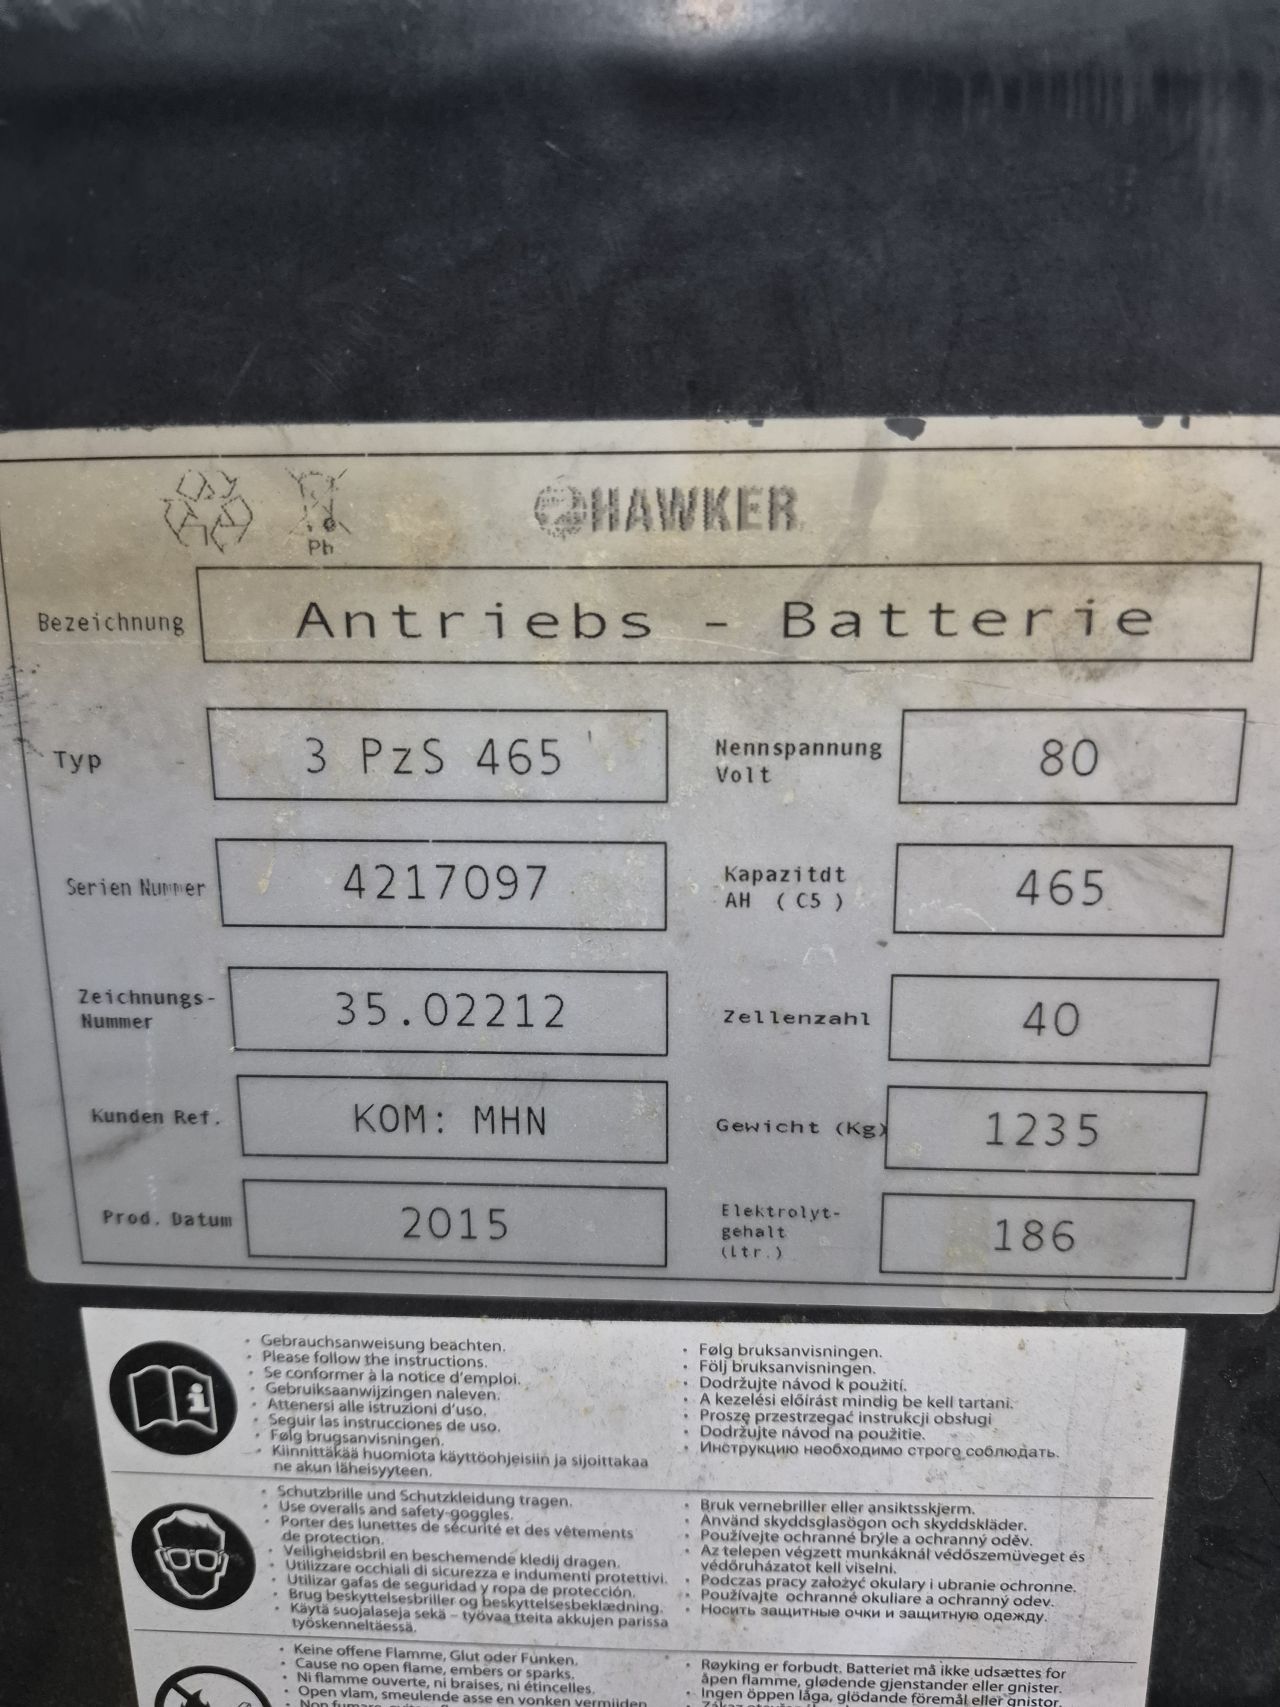 Pb
HAWKER
Bezeichnung Antriebs - Batterie
Typ 3 PzS 465 Nennspannung Volt 80
Serien Nummer 4217097 Kapazitdt AH (C5) 465
Zeichnungs-Nummer 35.02212 Zellenzahl 40
Kunden Ref. KOM: MHN Gewicht (Kg) 1235
Prod. Datum 2015 Elektrolyt-gehalt (ltr.) 186
• Gebrauchsanweisung beachten.
• Please follow the instructions.
• Se conformer à la notice d'emploi.
• Gebruiksaanwijzingen naleven.
• Attenersi alle istruzioni d'uso.
• Seguir las instrucciones de uso.
• Følg brugsanvisningen.
• Kiinnittäkää huomiota käyttöohjeisiin ja sijoittakaa
ne akun läheisyyteen.
• Følg bruksanvisningen.
• Följ bruksanvisningen.
• Dodržujte návod k použití.
• A kezelési előírást mindig be kell tartani.
• Proszę przestrzegać instrukcji obsługi
• Dodržujte návod na použitie.
• Инструкцию необходимо строго соблюдать.
• Schutzbrille und Schutzkleidung tragen.
• Use overalls and safety-goggles.
• Porter des lunettes de sécurité et des vêtements
de protection.
• Veiligheidsbril en beschemende kledij dragen.
• Utilizzare occhiali di sicurezza e indumenti protettivi.
• Utilizar gafas de seguridad y ropa de protección.
• Brug beskyttelsesbriller og beskyttelsesbeklædning.
• Käytä suojalaseja sekä – työvaa tteita akkujen parissa
työskenneltäessä.
• Bruk vernebriller eller ansiktsskjerm.
• Använd skyddsglasögon och skyddskläder.
• Používejte ochranné brýle a ochranný oděv.
• Az telepen végzett munkáknál védőszemüveget és
védőruházatot kell viselni.
• Podczas pracy założyć okulary i ubranie ochronne.
• Používajte ochranné okuliare a ochranný odev.
• Носить защитные очки и защитную одежду.
• Keine offene Flamme, Glut oder Funken.
• Cause no open flame, embers or sparks.
• Ni flamme ouverte, ni braises, ni étincelles.
• Open vlam, smeulende asse en vonken vermijden
• Røyking er forbudt. Batteriet må ikke udsættes for
åpen flamme, glødende gjenstander eller gnister.
• Ingen öppen låga, glödande föremål eller gnistor.